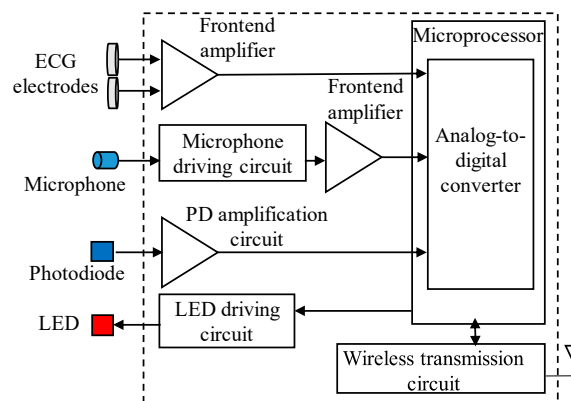 Frontend
amplifier
Microprocessor
ECG
electrodes
Frontend
amplifier
Microphone
driving circuit
Analog-to-
digital
converter
Microphone
PD amplification
circuit
Photodiode
LED driving
circuit
LED
Wireless transmission
circuit